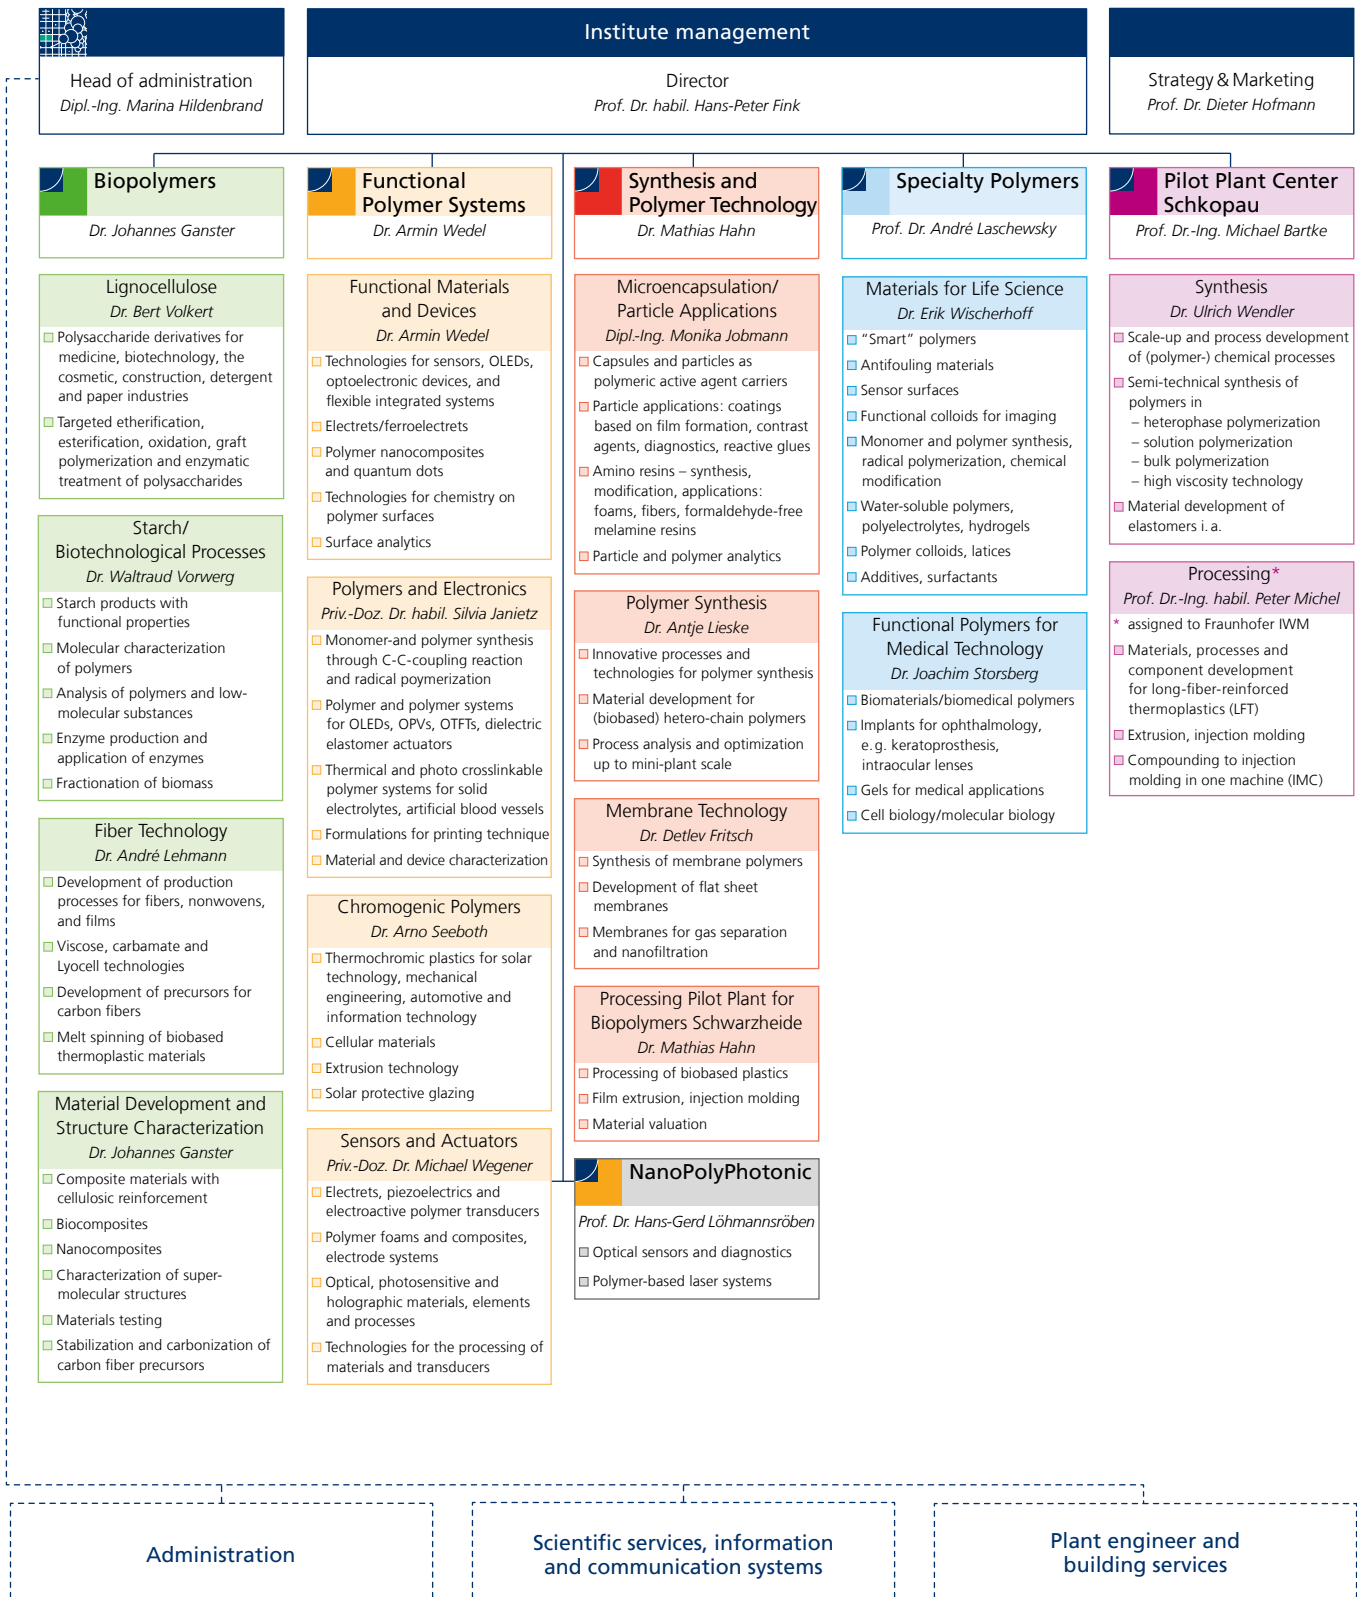 Institute management
Head of administration
Dipl.-Ing. Marina Hildenbrand
Director
Prof. Dr. habil. Hans-Peter Fink
Strategy & Marketing
Prof. Dr. Dieter Hofmann
Biopolymers
Dr. Johannes Ganster
Lignocellulose
Dr. Bert Volkert
Polysaccharide derivatives for
medicine, biotechnology, the
cosmetic, construction, detergent
and paper industries
Targeted etherification,
esterification, oxidation, graft
polymerization and enzymatic
treatment of polysaccharides
Starch/
Biotechnological Processes
Dr. Waltraud Vorwerg
Starch products with
functional properties
Molecular characterization
of polymers
Analysis of polymers and low-
molecular substances
Enzyme production and
application of enzymes
Fractionation of biomass
Fiber Technology
Dr. André Lehmann
Development of production
processes for fibers, nonwovens,
and films
Viscose, carbamate and
Lyocell technologies
Development of precursors for
carbon fibers
Melt spinning of biobased
thermoplastic materials
Material Development and
Structure Characterization
Dr. Johannes Ganster
Composite materials with
cellulosic reinforcement
Biocomposites
Nanocomposites
Characterization of super-
molecular structures
Materials testing
Stabilization and carbonization of
carbon fiber precursors
Functional
Polymer Systems
Dr. Armin Wedel
Functional Materials
and Devices
Dr. Armin Wedel
Technologies for sensors, OLEDs,
optoelectronic devices, and
flexible integrated systems
Electrets/ferroelectrets
Polymer nanocomposites
and quantum dots
Technologies for chemistry on
polymer surfaces
Surface analytics
Polymers and Electronics
Priv.-Doz. Dr. habil. Silvia Janietz
Monomer-and polymer synthesis
through C-C-coupling reaction
and radical poymerization
Polymer and polymer systems
for OLEDs, OPVs, OTFTs, dielectric
elastomer actuators
Thermical and photo crosslinkable
polymer systems for solid
electrolytes, artificial blood vessels
Formulations for printing technique
Material and device characterization
Chromogenic Polymers
Dr. Arno Seeboth
Thermochromic plastics for solar
technology, mechanical
engineering, automotive and
information technology
Cellular materials
Extrusion technology
Solar protective glazing
Sensors and Actuators
Priv.-Doz. Dr. Michael Wegener
Electrets, piezoelectrics and
electroactive polymer transducers
Polymer foams and composites,
electrode systems
Optical, photosensitive and
holographic materials, elements
and processes
Technologies for the processing of
materials and transducers
Synthesis and
Polymer Technology
Dr. Mathias Hahn
Microencapsulation/
Particle Applications
Dipl.-Ing. Monika Jobmann
Capsules and particles as
polymeric active agent carriers
Particle applications: coatings
based on film formation, contrast
agents, diagnostics, reactive glues
Amino resins – synthesis,
modification, applications:
foams, fibers, formaldehyde-free
melamine resins
Particle and polymer analytics
Polymer Synthesis
Dr. Antje Lieske
Innovative processes and
technologies for polymer synthesis
Material development for
(biobased) hetero-chain polymers
Process analysis and optimization
up to mini-plant scale
Membrane Technology
Dr. Detlev Fritsch
Synthesis of membrane polymers
Development of flat sheet
membranes
Membranes for gas separation
and nanofiltration
Processing Pilot Plant for
Biopolymers Schwarzheide
Dr. Mathias Hahn
Processing of biobased plastics
Film extrusion, injection molding
Material valuation
NanoPolyPhotonic
Prof. Dr. Hans-Gerd Löhmannsröben
Optical sensors and diagnostics
Polymer-based laser systems
Specialty Polymers
Prof. Dr. André Laschewsky
Materials for Life Science
Dr. Erik Wischerhoff
“Smart” polymers
Antifouling materials
Sensor surfaces
Functional colloids for imaging
Monomer and polymer synthesis,
radical polymerization, chemical
modification
Water-soluble polymers,
polyelectrolytes, hydrogels
Polymer colloids, latices
Additives, surfactants
Functional Polymers for
Medical Technology
Dr. Joachim Storsberg
Biomaterials/biomedical polymers
Implants for ophthalmology,
e.g. keratoprosthesis,
intraocular lenses
Gels for medical applications
Cell biology/molecular biology
Pilot Plant Center
Schkopau
Prof. Dr.-Ing. Michael Bartke
Synthesis
Dr. Ulrich Wendler
Scale-up and process development
of (polymer-) chemical processes
Semi-technical synthesis of
polymers in
– heterophase polymerization
– solution polymerization
– bulk polymerization
– high viscosity technology
Material development of
elastomers i. a.
Processing*
Prof. Dr.-Ing. habil. Peter Michel
* assigned to Fraunhofer IWM
Materials, processes and
component development
for long-fiber-reinforced
thermoplastics (LFT)
Extrusion, injection molding
Compounding to injection
molding in one machine (IMC)
Administration
Scientific services, information
and communication systems
Plant engineer and
building services